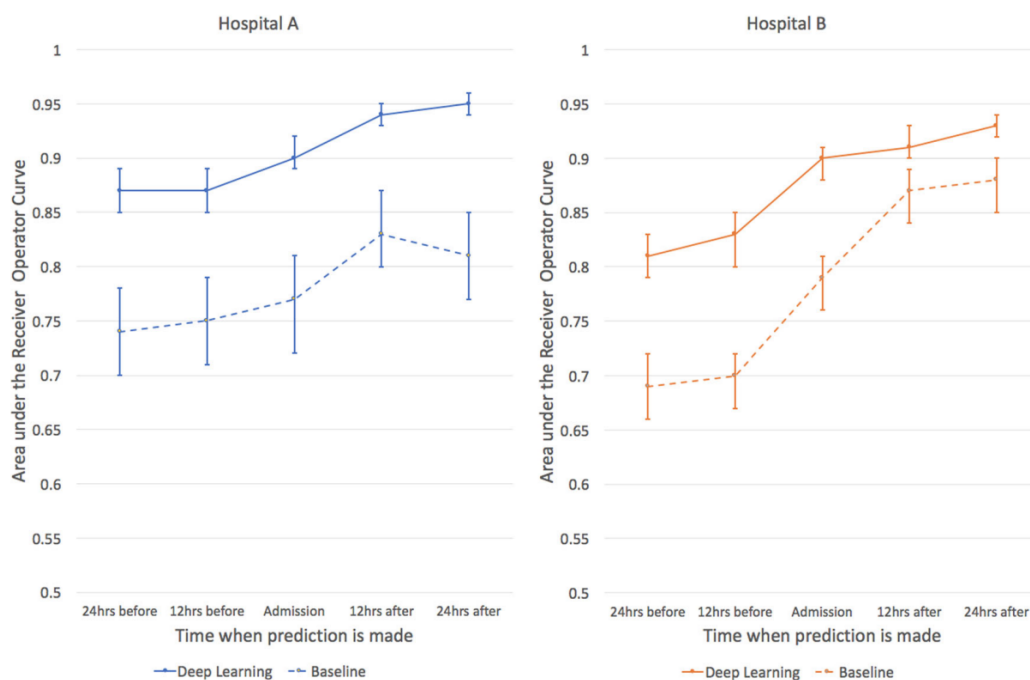 Hospital A
1
0.95
0.9
0.85
0.8
0.75
0.7
0.65
0.6
0.55
0.5
Area under the Receiver Operator Curve
24hrs before 12hrs before Admission 12hrs after 24hrs after
Time when prediction is made
Deep Learning Baseline
Hospital B
1
0.95
0.9
0.85
0.8
0.75
0.7
0.65
0.6
0.55
0.5
Area under the Receiver Operator Curve
24hrs before 12hrs before Admission 12hrs after 24hrs after
Time when prediction is made
Deep Learning Baseline